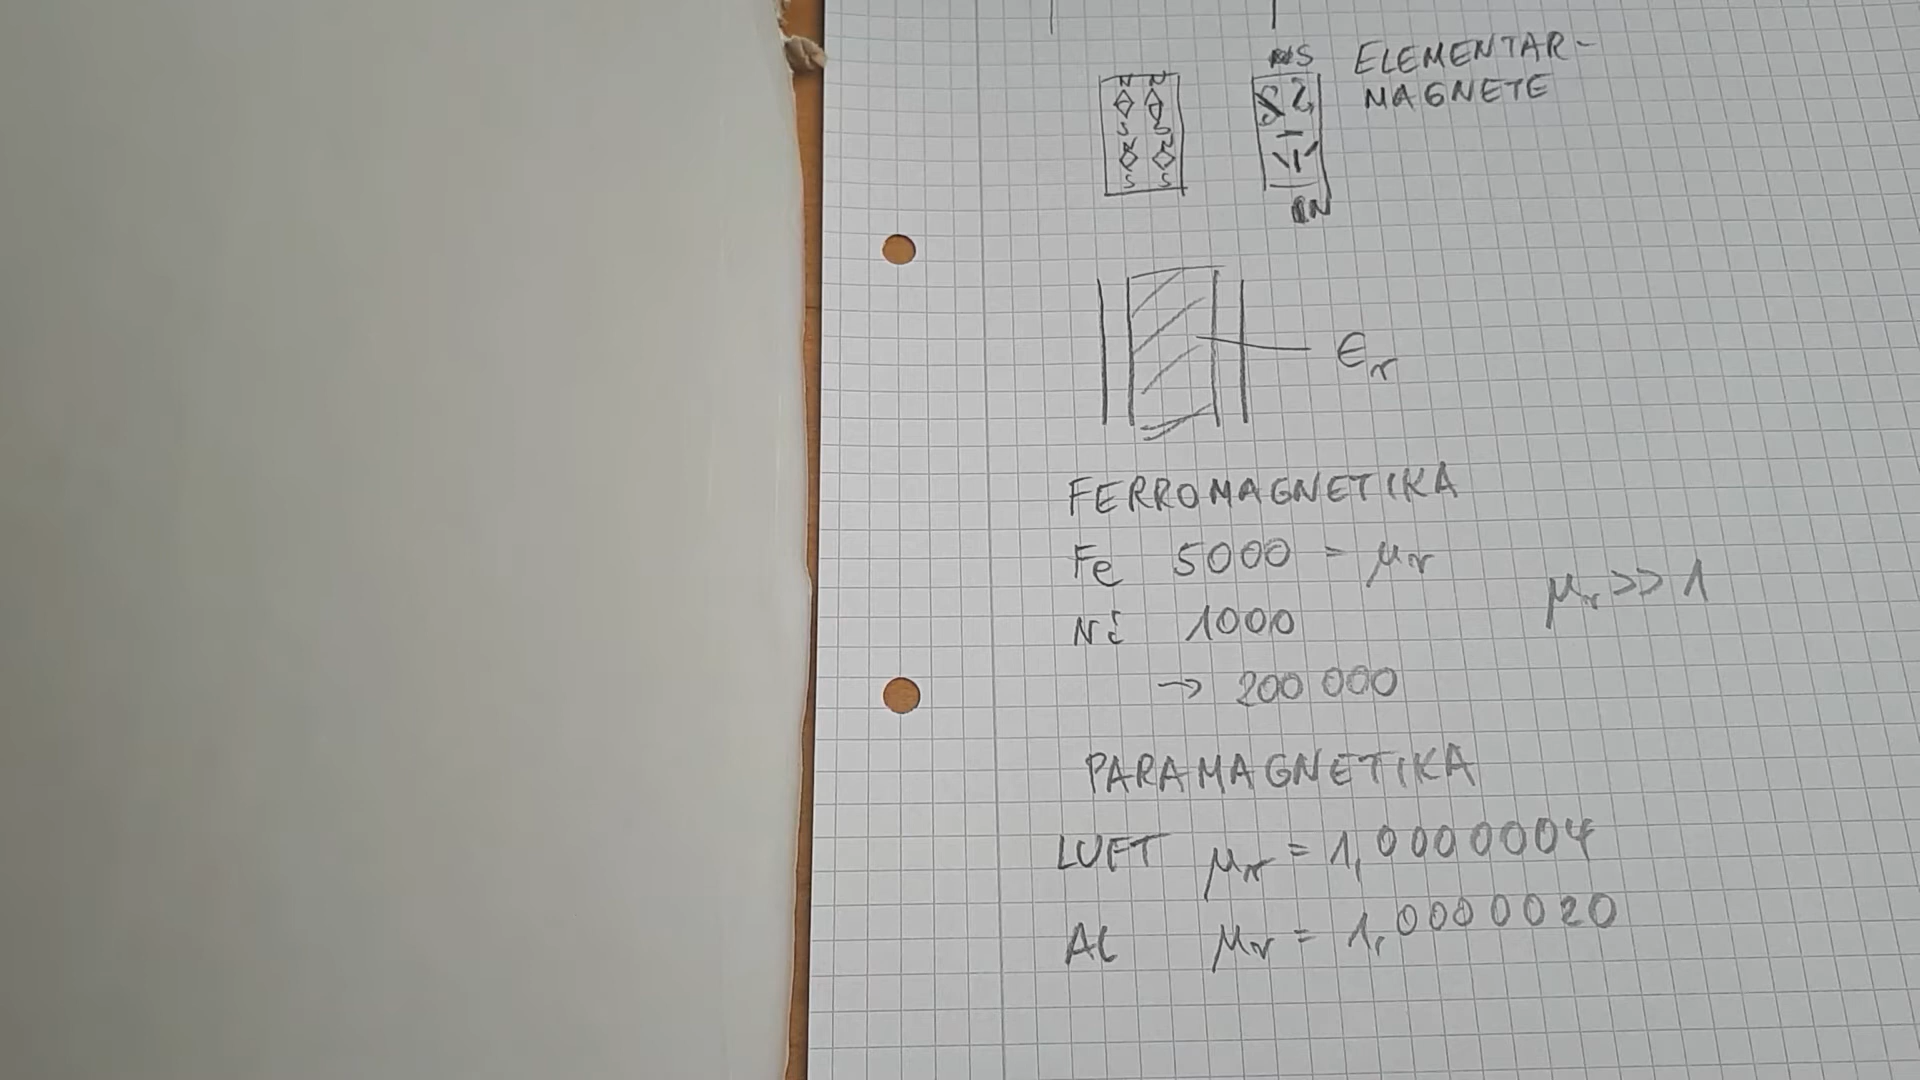 ELEMENTAR-
MAGNETE
N N
S S
N N
S S
S
N
ϵr
FERROMAGNETIKA
Fe 5000 = μr
μr >> 1
Ni 1000
→ 200 000
PARAMAGNETIKA
LUFT μr = 1,0000004
Al μr = 1,0000020